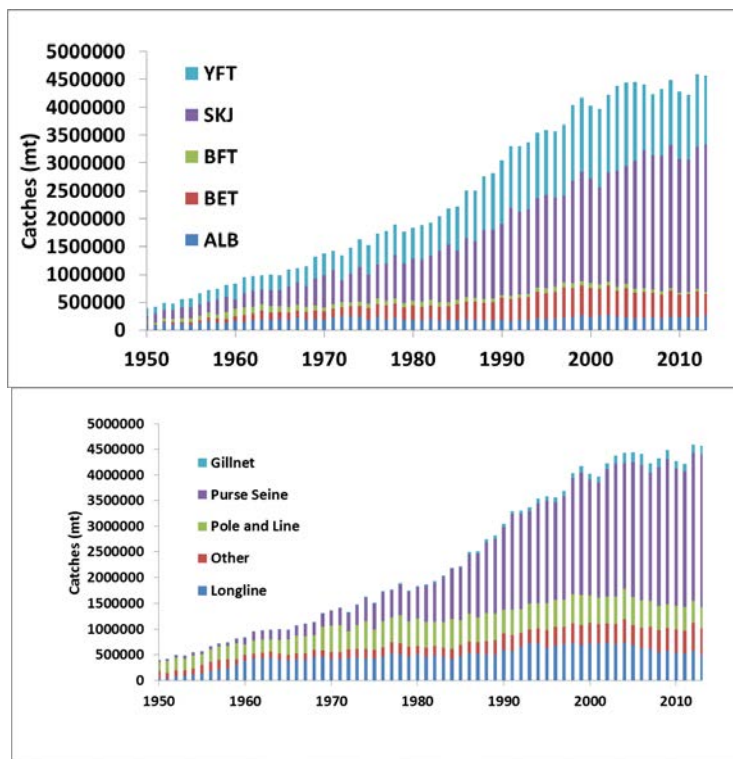 5000000
4500000
4000000
3500000
3000000
2500000
2000000
1500000
1000000
500000
0
Catches (mt)
YFT
SKJ
BFT
BET
ALB
1950 1960 1970 1980 1990 2000 2010
5000000
4500000
4000000
3500000
3000000
2500000
2000000
1500000
1000000
500000
0
Catches (mt)
Gillnet
Purse Seine
Pole and Line
Other
Longline
1950 1960 1970 1980 1990 2000 2010